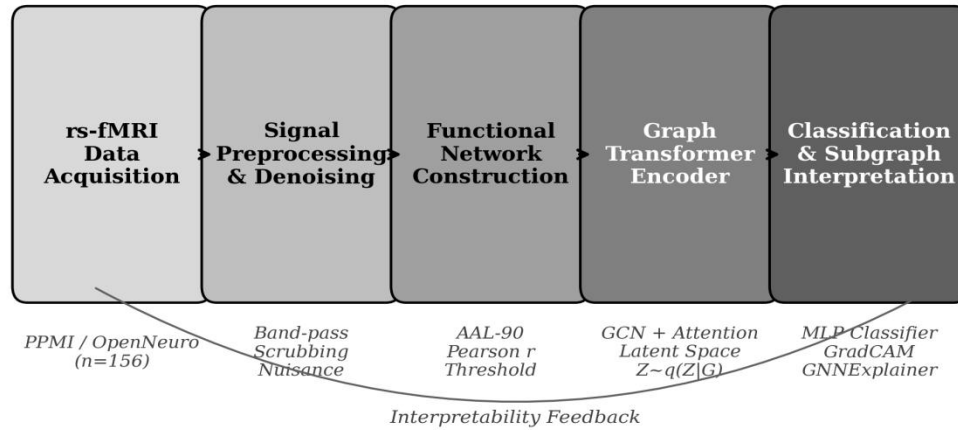 rs-fMRI
Data
Acquisition
Signal
Preprocessing
& Denoising
Functional
Network
Construction
Graph
Transformer
Encoder
Classification
& Subgraph
Interpretation
PPMI / OpenNeuro
(n=156)
Band-pass
Scrubbing
Nuisance
AAL-90
Pearson r
Threshold
GCN + Attention
Latent Space
Z~q(Z|G)
MLP Classifier
GradCAM
GNNExplainer
Interpretability Feedback